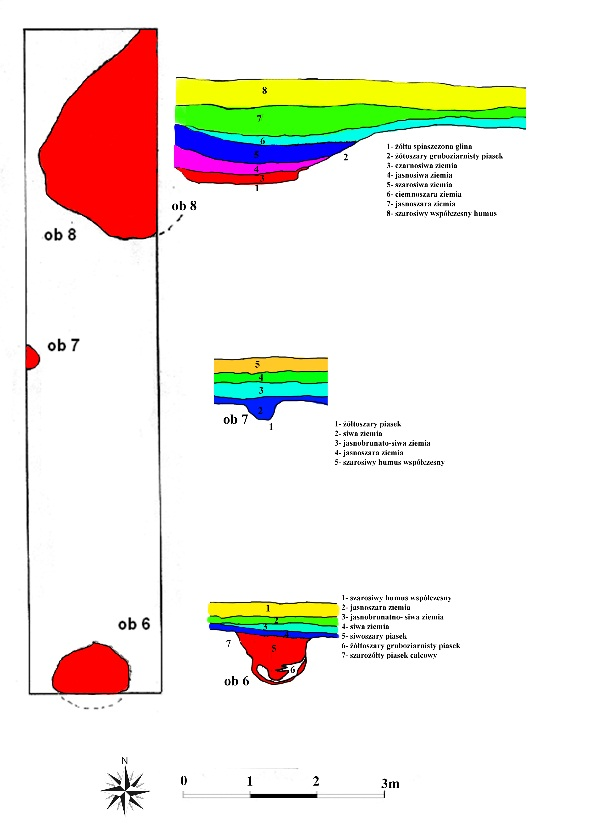 8
7
6
5
4
3
2
1
ob 8
ob 8
1- żółta spiaszczona glina
2- żółtoszary gruboziarnisty piasek
3- czarnosiwa ziemia
4- jasnosiwa ziemia
5- szarosiwa ziemia
6- ciemnoszara ziemia
7- jasnoszara ziemia
8- szarosiwy współczesny humus
ob 7
5
4
3
2
1
ob 7
1- żółtoszary piasek
2- siwa ziemia
3- jasnobrunato-siwa ziemia
4- jasnoszara ziemia
5- szarosiwy humus współczesny
ob 6
1
2
3
4
5
6
7
ob 6
1- szarosiwy humus współczesny
2- jasnoszara ziemia
3- jasnobrunatno- siwa ziemia
4- siwa ziemia
5- siwoszary piasek
6- żółtoszary gruboziarnisty piasek
7- szarożółty piasek calcowy
N
0 1 2 3m